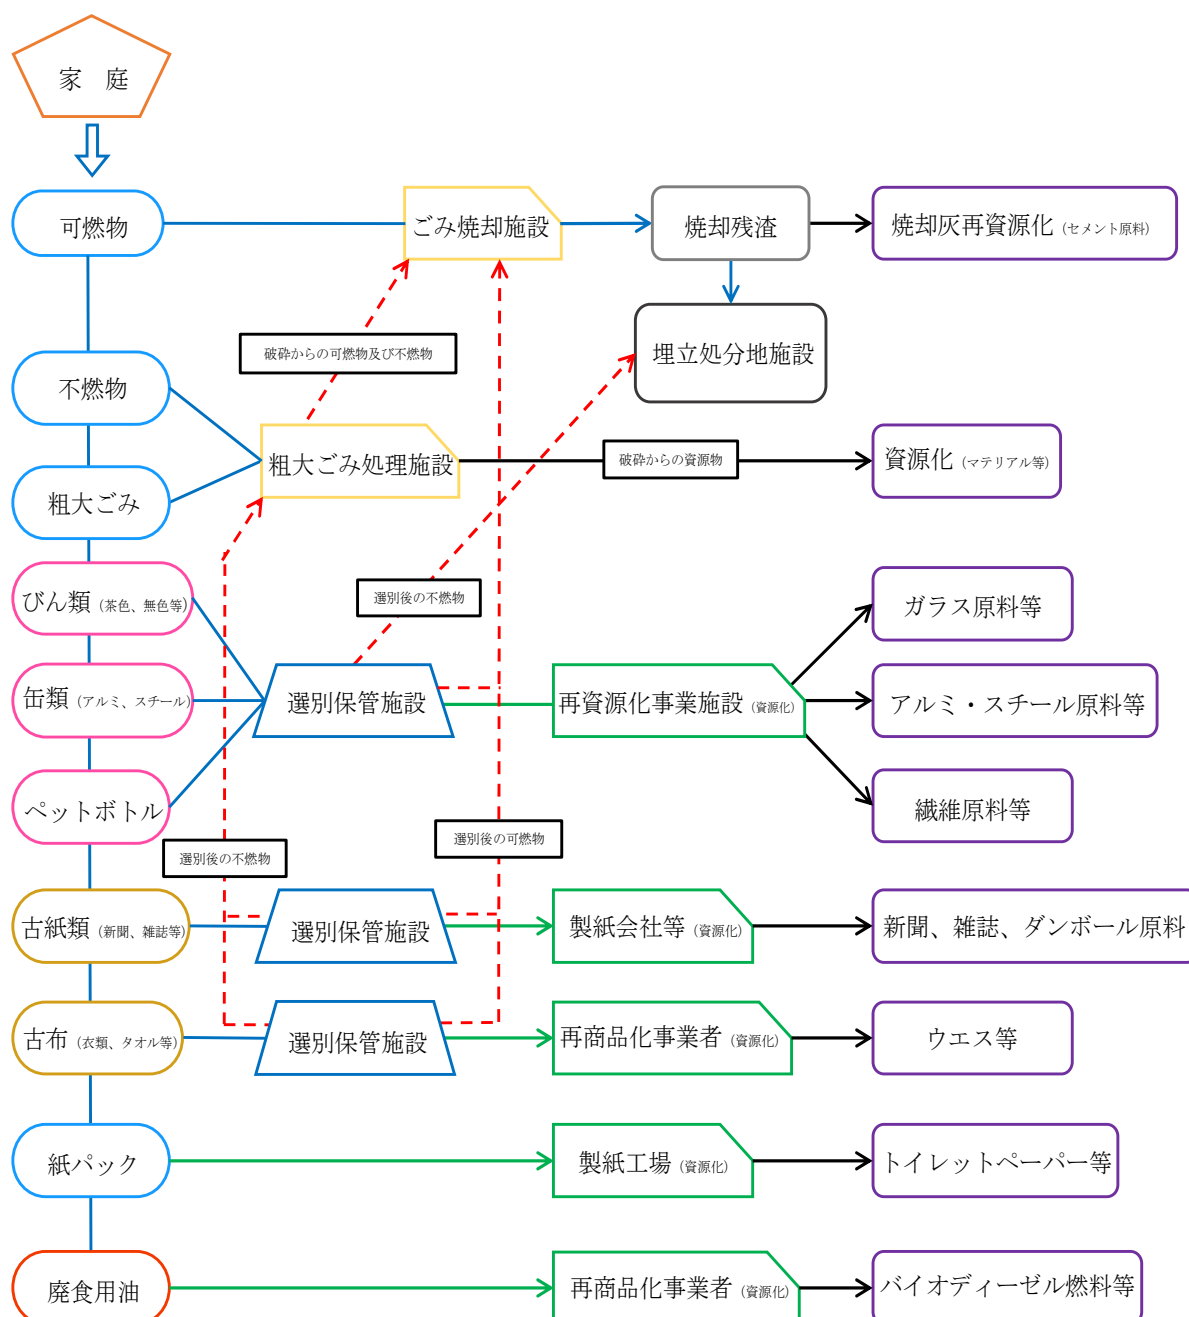 家 庭
可燃物
ごみ焼却施設
焼却残渣
焼却灰再資源化（セメント原料）
破砕からの可燃物及び不燃物
埋立処分地施設
不燃物
粗大ごみ処理施設
破砕からの資源物
資源化（マテリアル等）
粗大ごみ
びん類（茶色、無色等）
選別後の不燃物
ガラス原料等
缶類（アルミ、スチール）
選別保管施設
再資源化事業施設（資源化）
アルミ・スチール原料等
ペットボトル
繊維原料等
選別後の不燃物
選別後の可燃物
古紙類（新聞、雑誌等）
選別保管施設
製紙会社等（資源化）
新聞、雑誌、ダンボール原料
古布（衣類、タオル等）
選別保管施設
再商品化事業者（資源化）
ウエス等
紙パック
製紙工場（資源化）
トイレットペーパー等
廃食用油
再商品化事業者（資源化）
バイオディーゼル燃料等